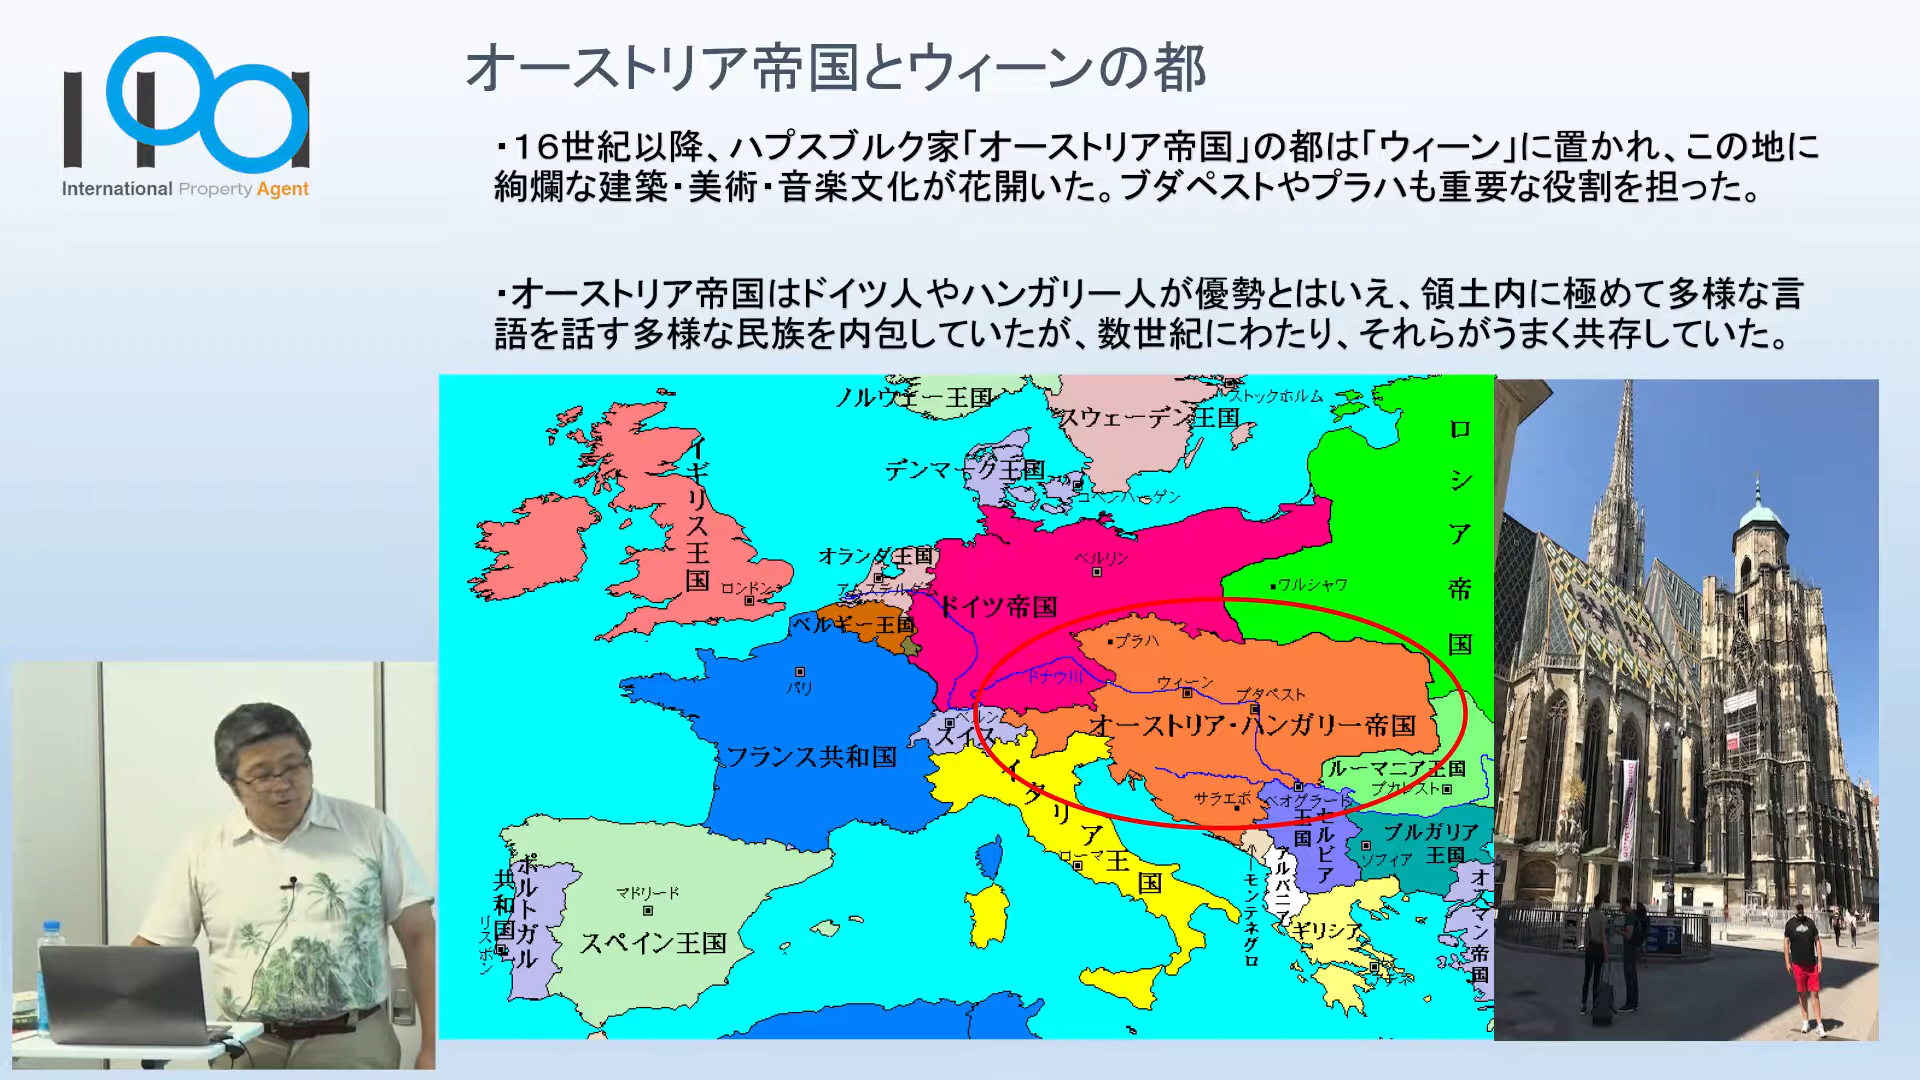 International Property Agent
オーストリア帝国とウィーンの都
・１６世紀以降、ハプスブルク家「オーストリア帝国」の都は「ウィーン」に置かれ、この地に
絢爛な建築・美術・音楽文化が花開いた。ブダペストやプラハも重要な役割を担った。
・オーストリア帝国はドイツ人やハンガリー人が優勢とはいえ、領土内に極めて多様な言
語を話す多様な民族を内包していたが、数世紀にわたり、それらがうまく共存していた。
ノルウェー王国
ストックホルム
スウェーデン王国
ロシア帝国
イギリス王国
デンマーク王国
コペンハーゲン
オランダ王国
アムステルダム
ベルリン
ロンドン
ワルシャワ
ドイツ帝国
ベルギー王国
プラハ
パリ
ドナウ川
ウィーン
ブダペスト
ベルン
スイス
オーストリア・ハンガリー帝国
フランス共和国
イタリア王国
ルーマニア王国
ブカレスト
サラエボ
ベオグラード
セルビア
王国
ブルガリア
王国
ソフィア
ローマ
アルバニア
モンテネグロ
ギリシア
オスマン帝国
ポルトガル
共和国
リスボン
マドリード
スペイン王国